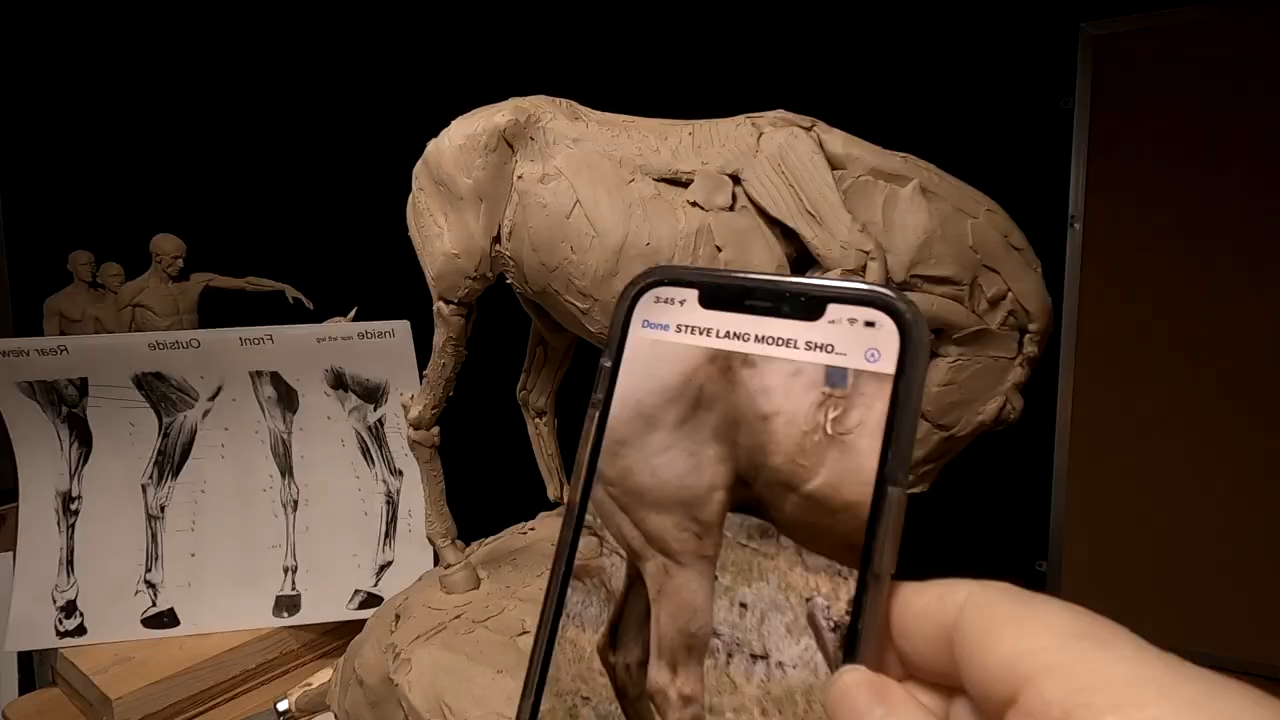 3:45
Done STEVE LANG MODEL SHO...
Rear view
Outside
Front
Inside rear left leg